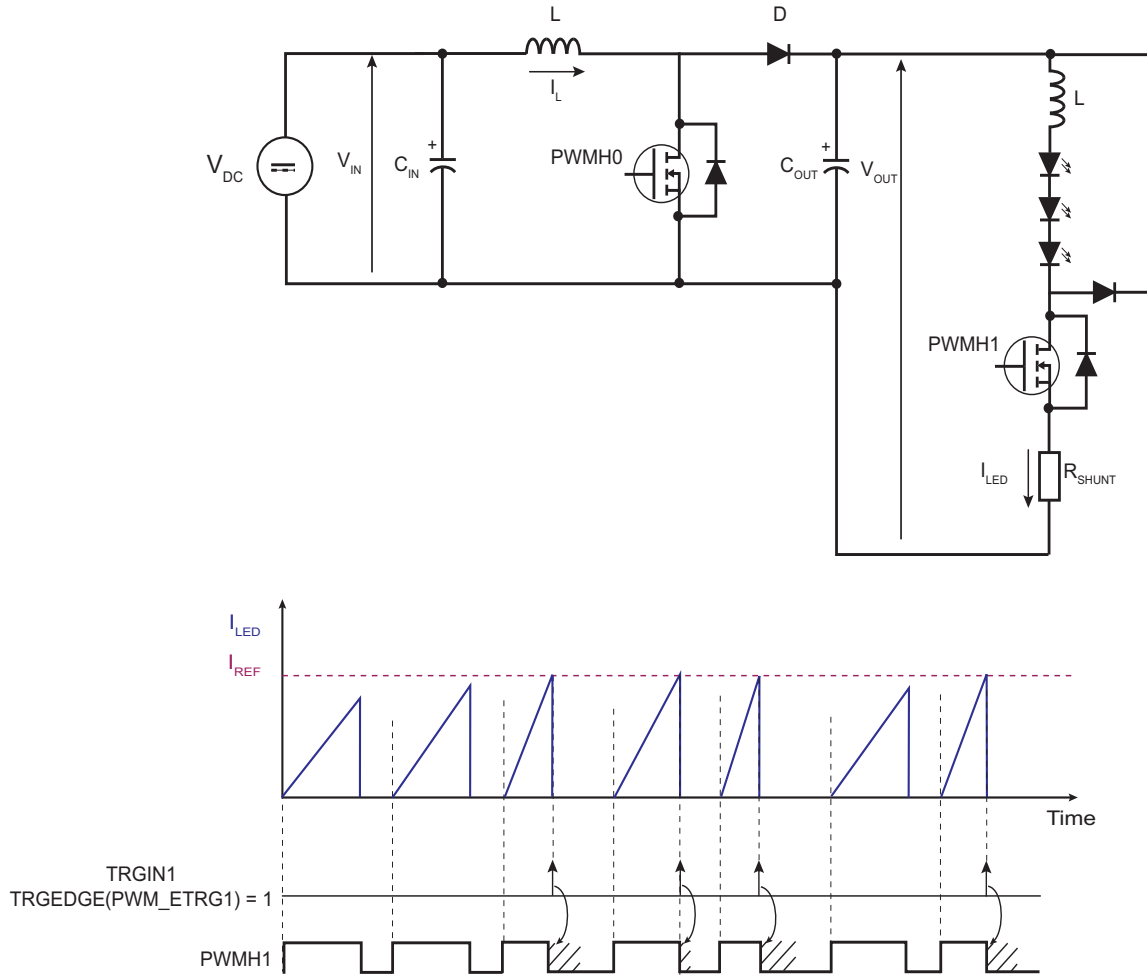 L
D
I_L
V_DC
V_IN
C_IN
+
PWMH0
C_OUT
+
V_OUT
L
PWMH1
I_LED
R_SHUNT
I_LED
I_REF
Time
TRGIN1
TRGEDGE(PWM_ETRG1) = 1
PWMH1